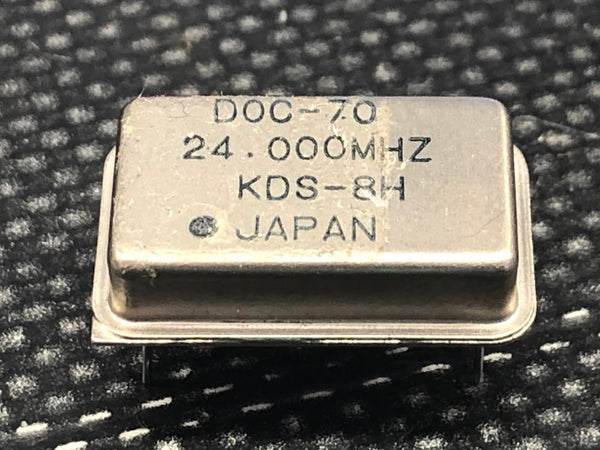 DOC-70
24.000MHZ
KDS-8H
JAPAN